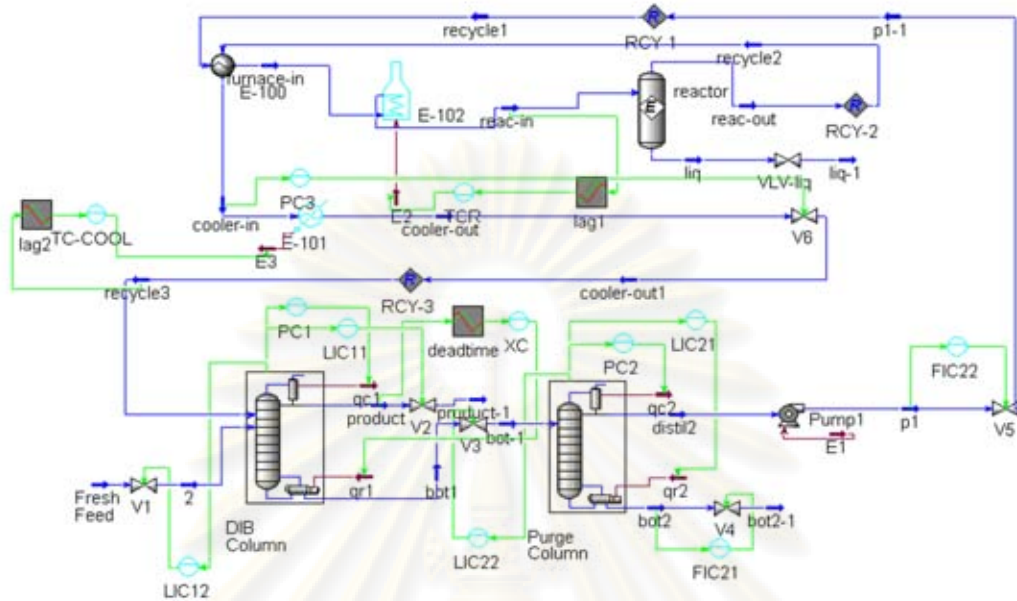 recycle1
RCY-1
p1-1
recycle2
furnace-in
E-100
E-102
reac-in
reactor
reac-out
RCY-2
liq
VLV-liq
liq-1
PC3
lag2
TC-COOL
cooler-in
E-101
E3
E2
TCR
cooler-out
lag1
V6
recycle3
RCY-3
cooler-out1
PC1
LIC11
deadtime
XC
LIC21
PC2
FIC22
qc1
product
V2
product-1
V3
bot-1
qc2
distil2
Pump1
E1
p1
V5
Fresh
Feed
V1
2
qr1
bot1
qr2
bot2
V4
bot2-1
DIB
Column
LIC12
LIC22
Purge
Column
FIC21
E
R
R
R